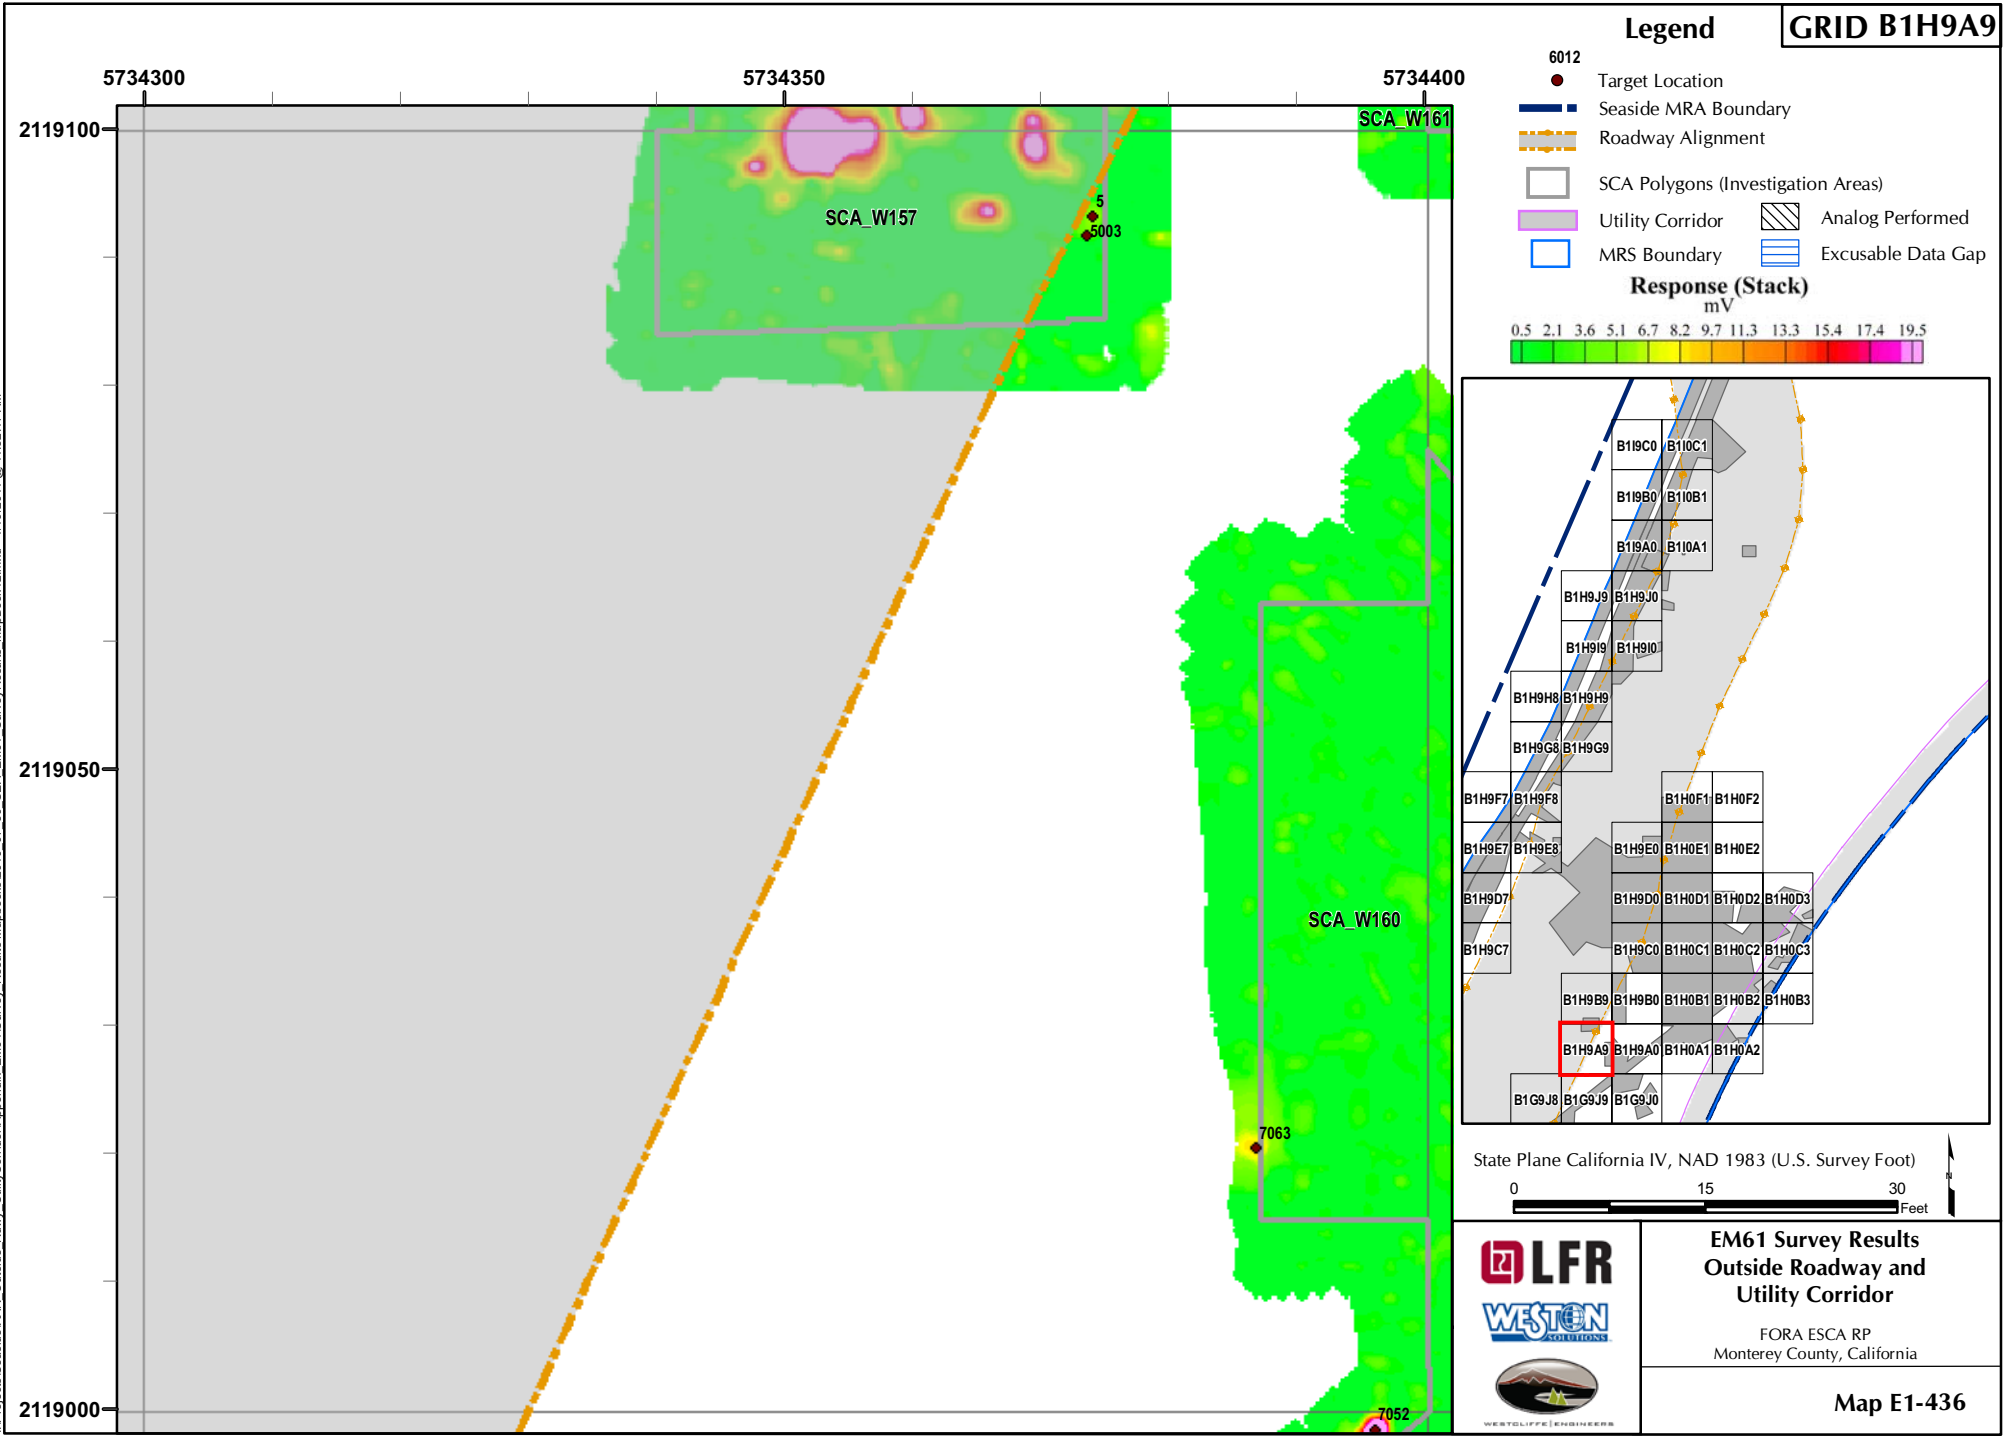 GRID B1H9A9
Legend
6012
Target Location
Seaside MRA Boundary
Roadway Alignment
SCA Polygons (Investigation Areas)
Utility Corridor
Analog Performed
MRS Boundary
Excusable Data Gap
Response (Stack)
mV
0.5 2.1 3.6 5.1 6.7 8.2 9.7 11.3 13.3 15.4 17.4 19.5
5734300 5734350 5734400
2119100
2119050
2119000
SCA_W161
SCA_W157
5
5003
SCA_W160
7063
7052
B1I9C0 B1I0C1
B1I9B0 B1I0B1
B1I9A0 B1I0A1
B1H9J9 B1H9J0
B1H9I9 B1H9I0
B1H9H8 B1H9H9
B1H9G8 B1H9G9
B1H9F7 B1H9F8 B1H0F1 B1H0F2
B1H9E7 B1H9E8 B1H9E0 B1H0E1 B1H0E2
B1H9D7 B1H9D0 B1H0D1 B1H0D2 B1H0D3
B1H9C7 B1H9C0 B1H0C1 B1H0C2 B1H0C3
B1H9B9 B1H9B0 B1H0B1 B1H0B2 B1H0B3
B1H9A9 B1H9A0 B1H0A1 B1H0A2
B1G9J8 B1G9J9 B1G9J0
State Plane California IV, NAD 1983 (U.S. Survey Foot)
0 15 30
Feet
N
LFR
WESTON
SOLUTIONS
WESTCLIFFE ENGINEERS
EM61 Survey Results
Outside Roadway and
Utility Corridor
FORA ESCA RP
Monterey County, California
Map E1-436